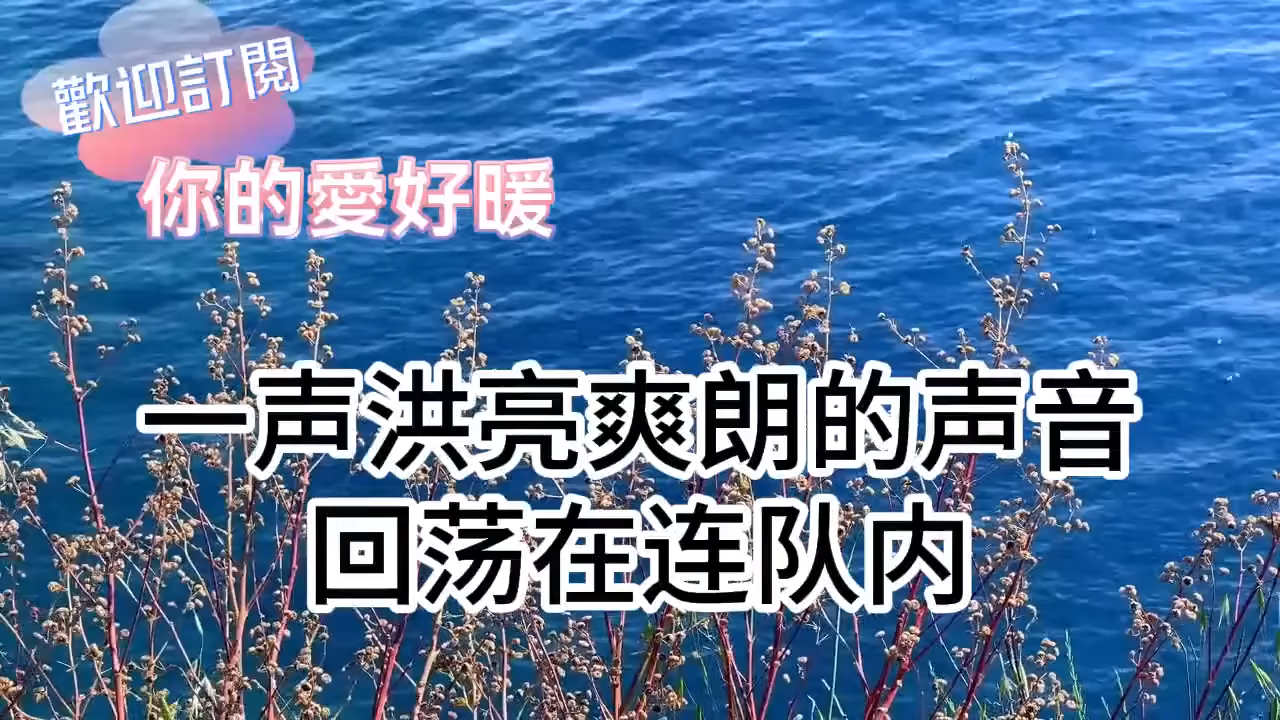 歡迎訂閱
你的愛好暖
一声洪亮爽朗的声音
回荡在连队内